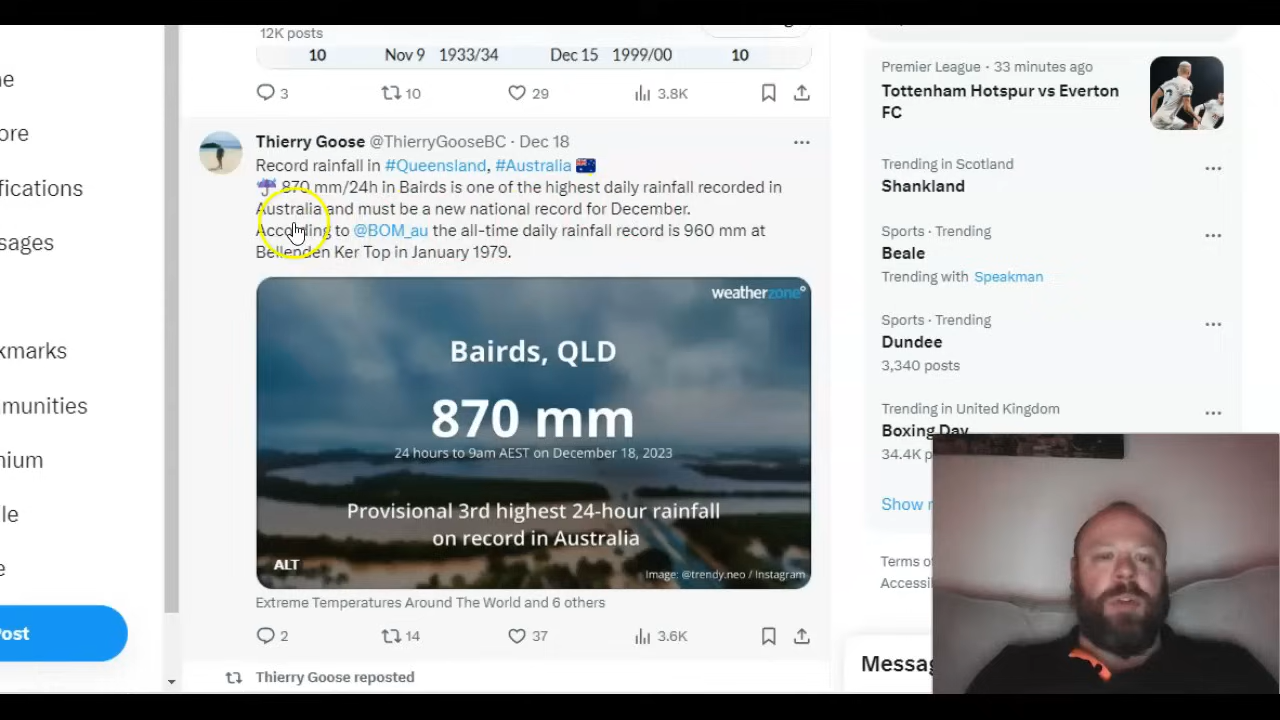 12K posts
10 Nov 9 1933/34 Dec 15 1999/00 10
3 10 29 3.8K
Thierry Goose @ThierryGooseBC · Dec 18
Record rainfall in #Queensland, #Australia
870 mm/24h in Bairds is one of the highest daily rainfall recorded in
Australia and must be a new national record for December.
According to @BOM_au the all-time daily rainfall record is 960 mm at
Bellenden Ker Top in January 1979.
weatherzone°
Bairds, QLD
870 mm
24 hours to 9am AEST on December 18, 2023
Provisional 3rd highest 24-hour rainfall
on record in Australia
ALT
Image: @trendy.neo / Instagram
Extreme Temperatures Around The World and 6 others
2 14 37 3.6K
Thierry Goose reposted
Premier League · 33 minutes ago
Tottenham Hotspur vs Everton
FC
Trending in Scotland
Shankland
Sports · Trending
Beale
Trending with Speakman
Sports · Trending
Dundee
3,340 posts
Trending in United Kingdom
Boxing Day
34.4K p
Show
Terms of
Accessi
Messa
ne
ore
fications
sages
kmarks
munities
nium
le
e
Post